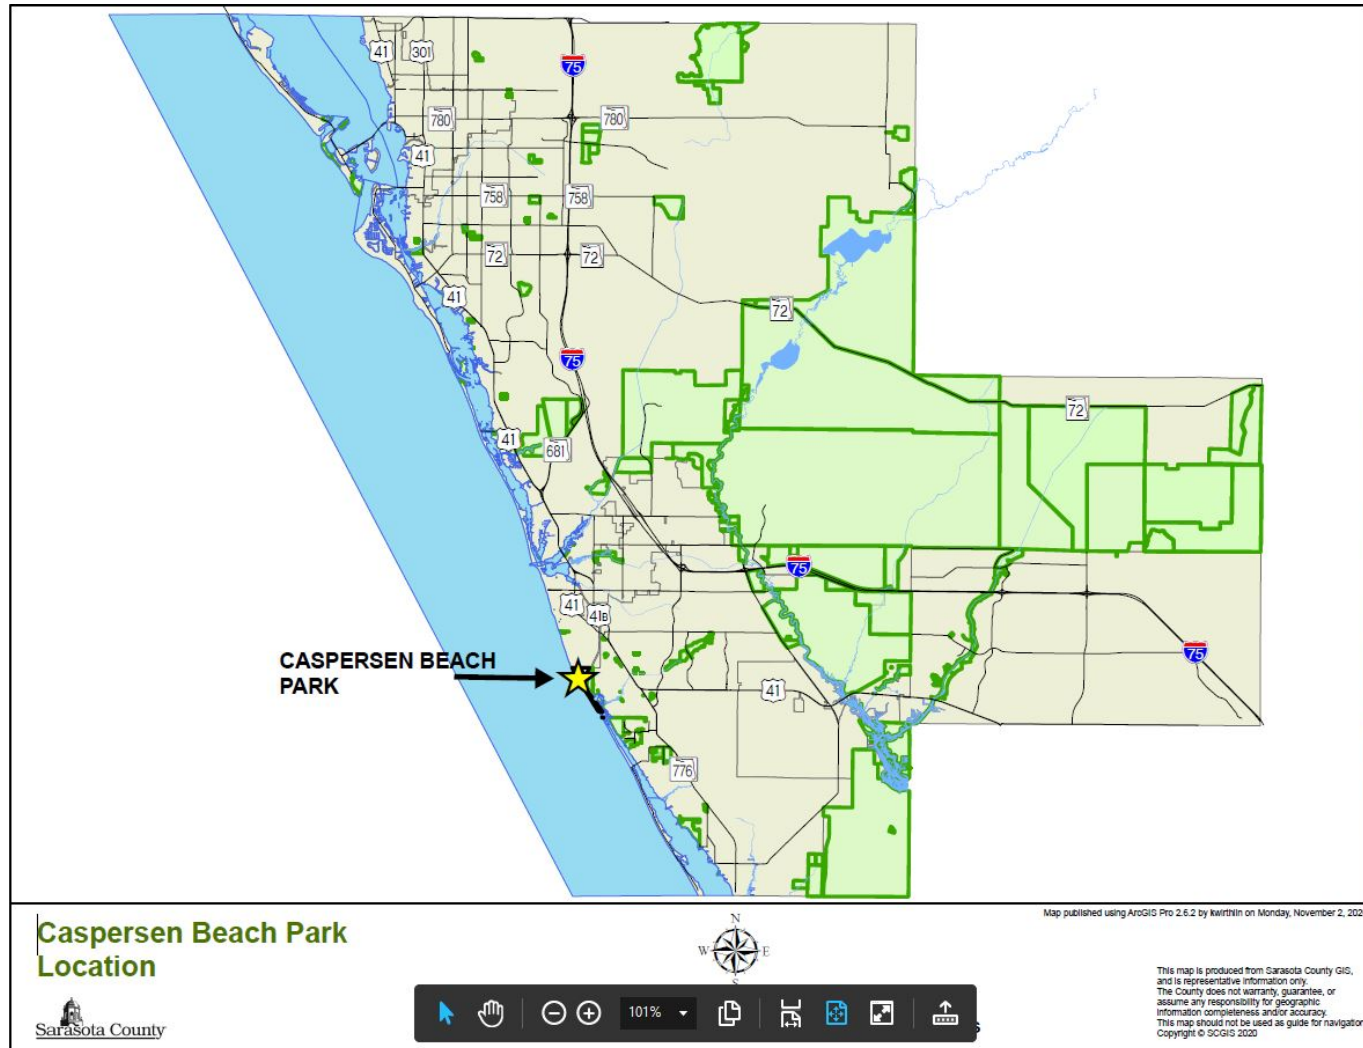 41
301
75
780
780
41
758
758
72
72
41
72
75
72
41
681
75
41
41B
75
CASPERSEN BEACH
PARK
41
776
Caspersen Beach Park
Location
Sarasota County
N
W
E
S
Map published using ArcGIS Pro 2.6.2 by kwirthlin on Monday, November 2, 202
This map is produced from Sarasota County GIS,
and is representative information only.
The County does not warranty, guarantee, or
assume any responsibility for geographic
information completeness and/or accuracy.
This map should not be used as guide for navigation
Copyright © SCGIS 2020
101%
s